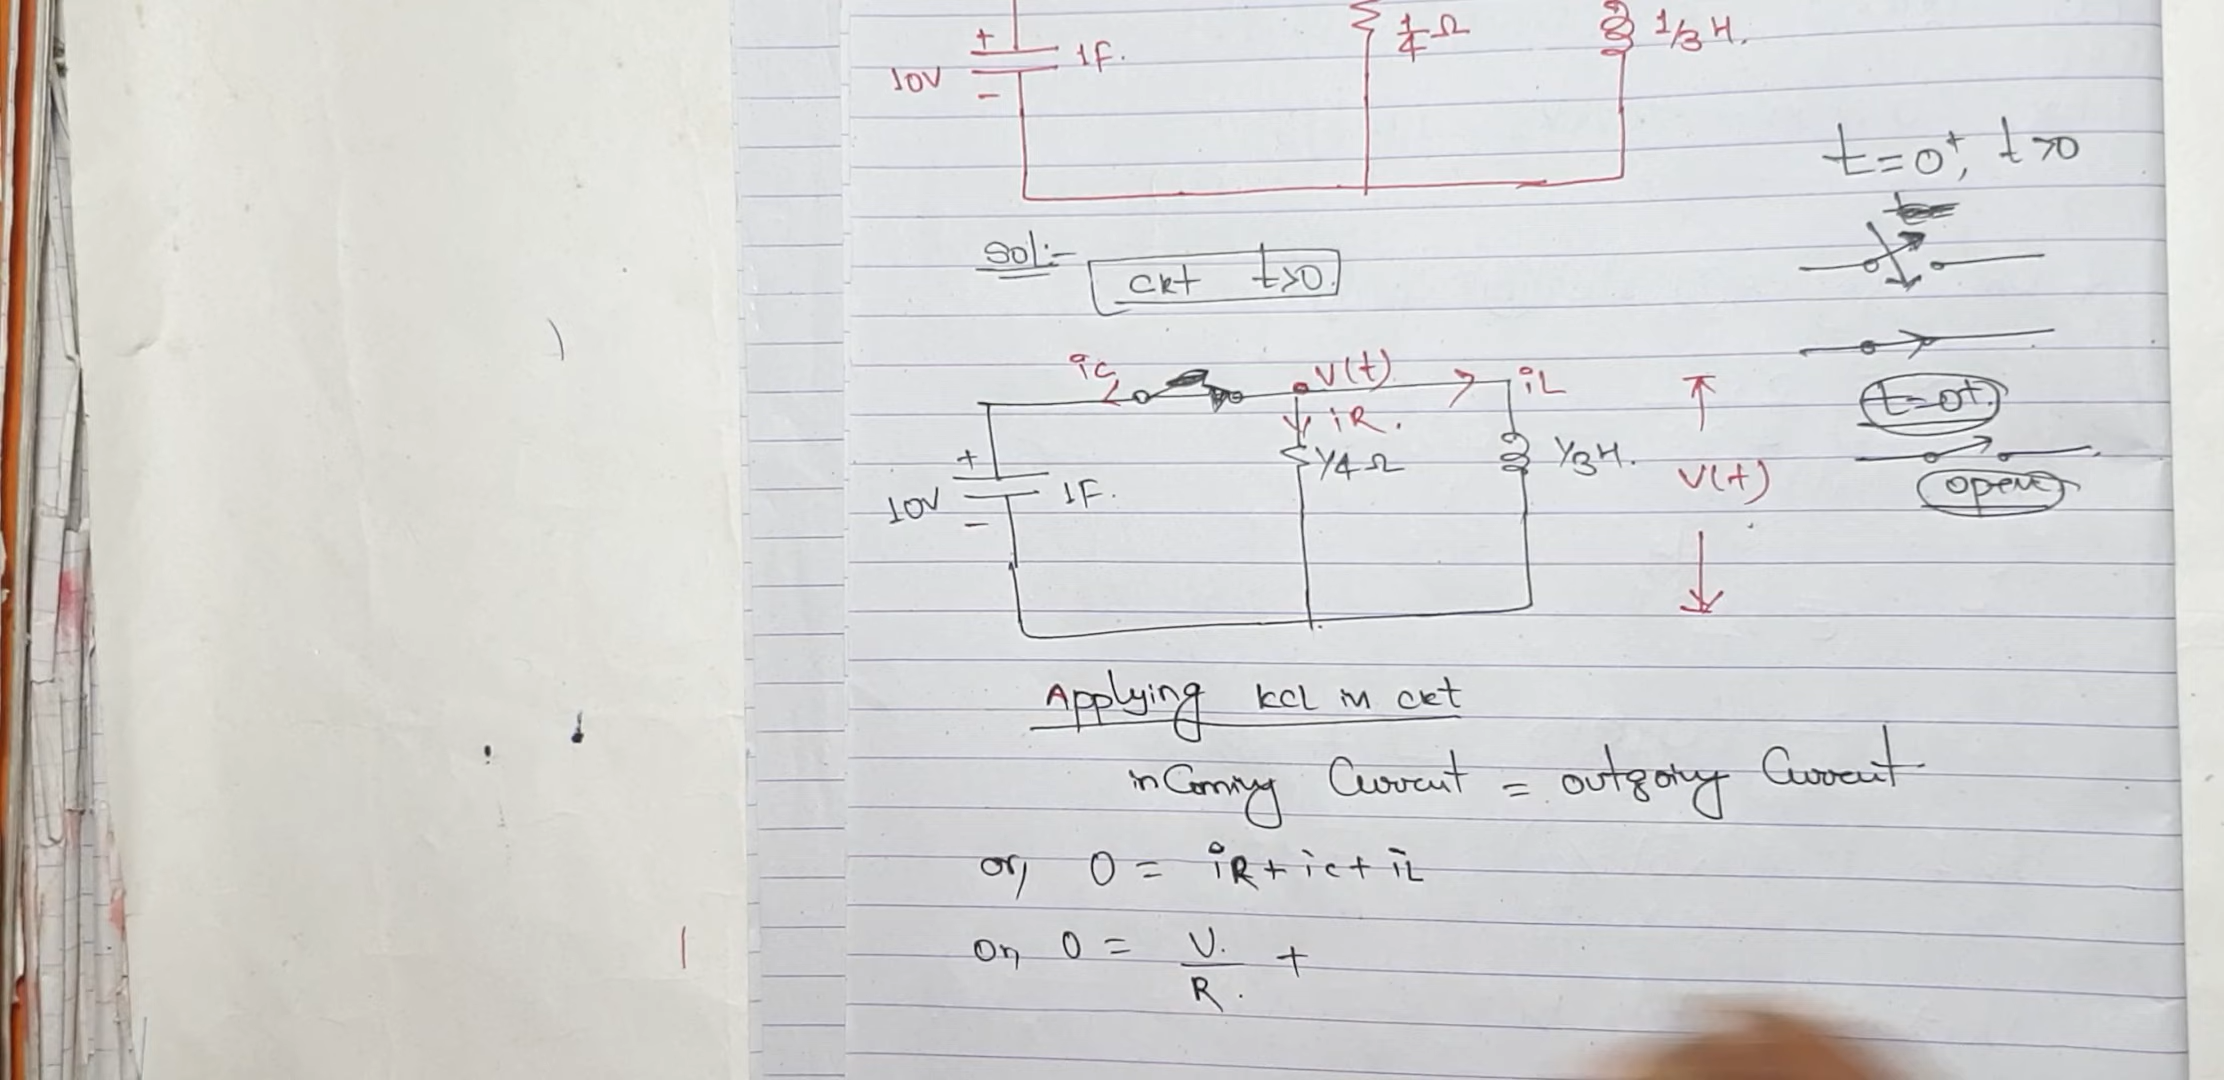 +
10V
1F.
-
1/4 Ω
1/3 H.
t=0⁺, t>0
Sol:-
ckt t>0.
ic
V(t)
iL
iR.
t=0+.
+
10V
1F.
-
1/4 Ω
1/3 H.
V(t)
open
Applying KCL in ckt
incoming Current = outgoing Current
or, 0 = iR + ic + iL
or, 0 = V./R. +